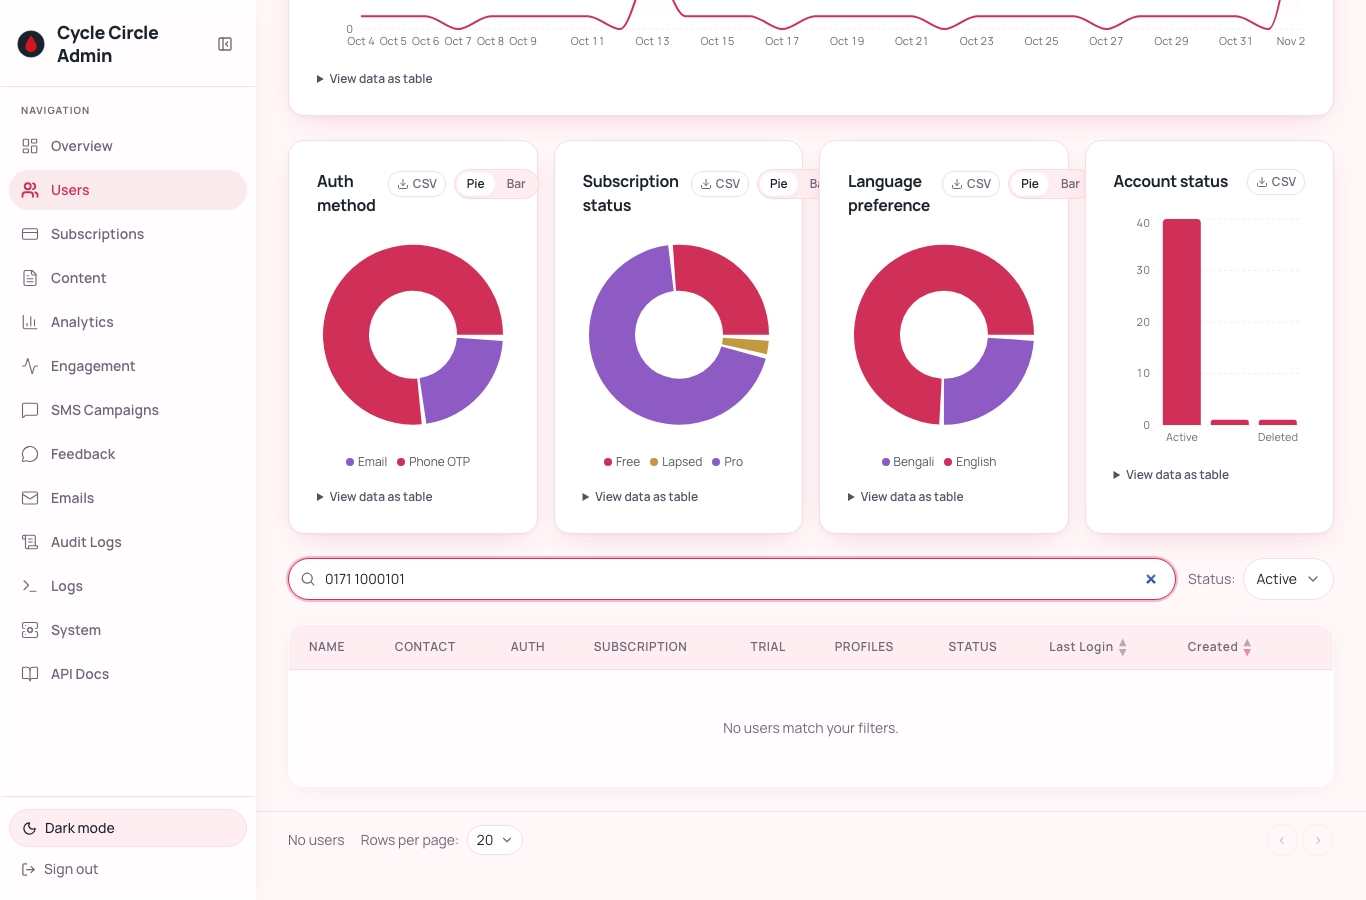 Cycle Circle
Admin
NAVIGATION
Overview
Users
Subscriptions
Content
Analytics
Engagement
SMS Campaigns
Feedback
Emails
Audit Logs
Logs
System
API Docs
Dark mode
Sign out
0
Oct 4 Oct 5 Oct 6 Oct 7 Oct 8 Oct 9 Oct 11 Oct 13 Oct 15 Oct 17 Oct 19 Oct 21 Oct 23 Oct 25 Oct 27 Oct 29 Oct 31 Nov 2
View data as table
Auth
method
CSV
Pie Bar
Email Phone OTP
View data as table
Subscription
status
CSV
Pie Ba
Free Lapsed Pro
View data as table
Language
preference
CSV
Pie Bar
Bengali English
View data as table
Account status
CSV
40
30
20
10
0
Active Deleted
View data as table
0171 1000101
Status: Active
NAME CONTACT AUTH SUBSCRIPTION TRIAL PROFILES STATUS Last Login Created
No users match your filters.
No users Rows per page: 20